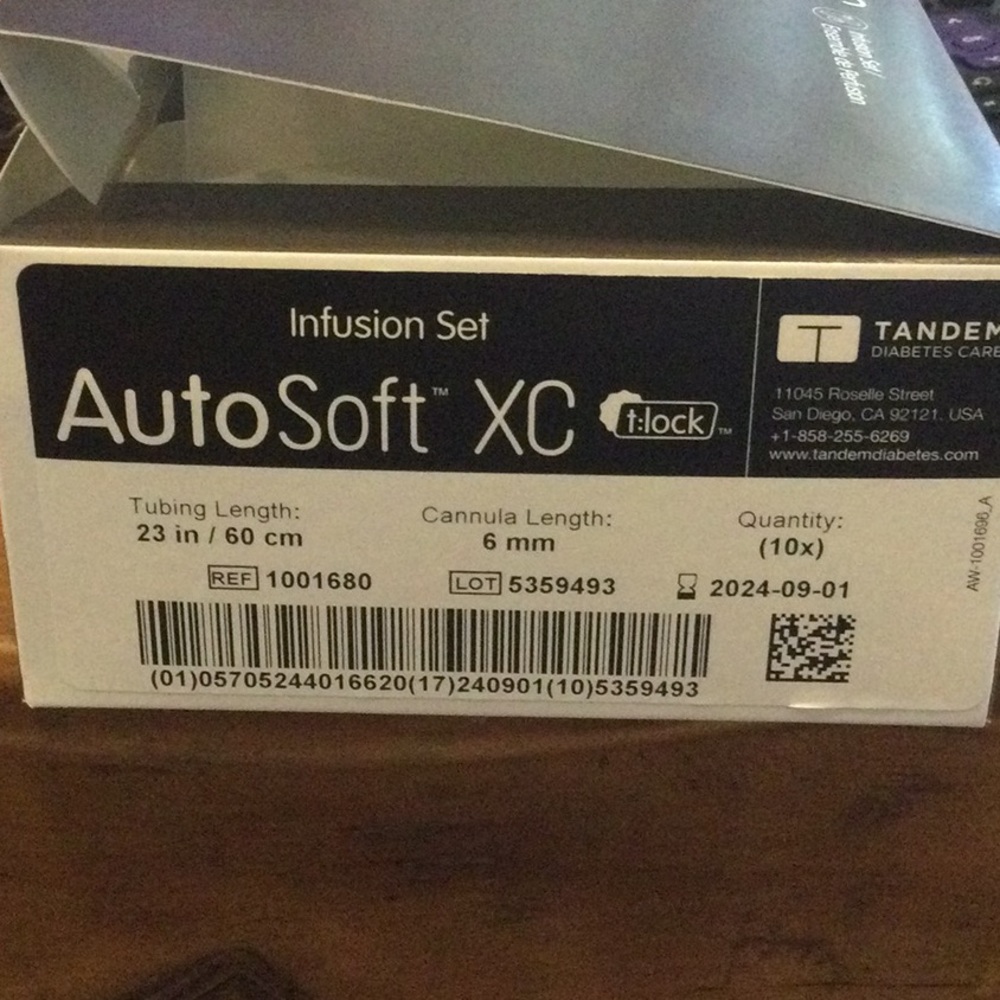 Infusion Set
AutoSoft™ XC t:lock™
TANDEM
DIABETES CARE
11045 Roselle Street
San Diego, CA 92121, USA
+1-858-255-6269
www.tandemdiabetes.com
Tubing Length:
23 in / 60 cm
Cannula Length:
6 mm
Quantity:
(10x)
REF 1001680
LOT 5359493
2024-09-01
(01)05705244016620(17)240901(10)5359493
AW-1001696_A